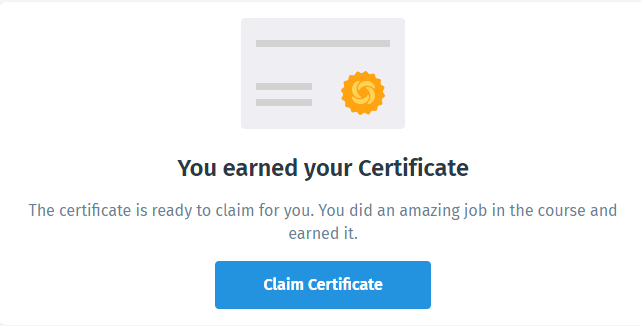 You earned your Certificate
The certificate is ready to claim for you. You did an amazing job in the course and
earned it.
Claim Certificate